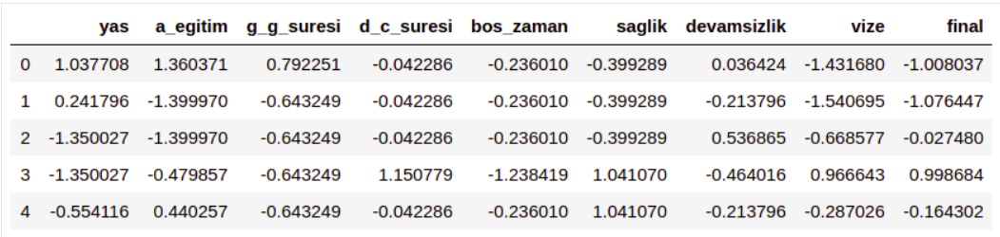 yas a_egitim g_g_suresi d_c_suresi bos_zaman saglik devamsizlik vize final
0 1.037708 1.360371 0.792251 -0.042286 -0.236010 -0.399289 0.036424 -1.431680 -1.008037
1 0.241796 -1.399970 -0.643249 -0.042286 -0.236010 -0.399289 -0.213796 -1.540695 -1.076447
2 -1.350027 -1.399970 -0.643249 -0.042286 -0.236010 -0.399289 0.536865 -0.668577 -0.027480
3 -1.350027 -0.479857 -0.643249 1.150779 -1.238419 1.041070 -0.464016 0.966643 0.998684
4 -0.554116 0.440257 -0.643249 -0.042286 -0.236010 1.041070 -0.213796 -0.287026 -0.164302